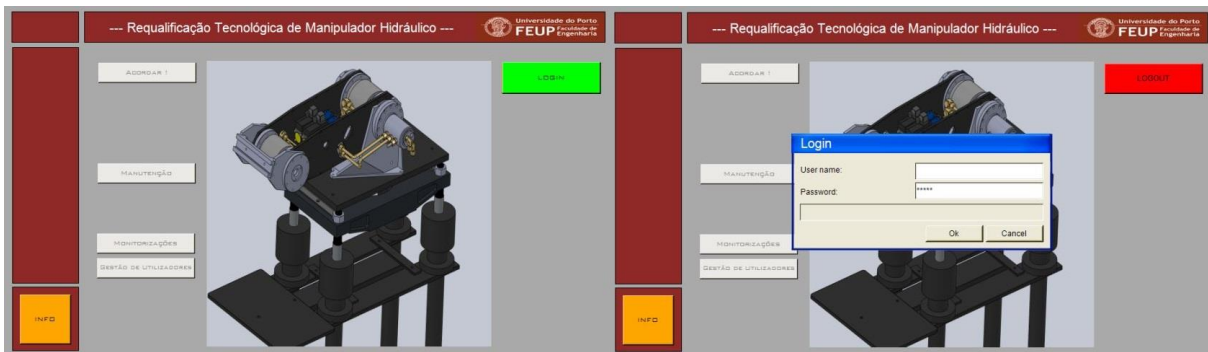 --- Requalificação Tecnológica de Manipulador Hidráulico ---
Universidade do Porto
FEUP Faculdade de
Engenharia
ACORDAR !
LOGIN
MANUTENÇÃO
MONITORIZAÇÕES
GESTÃO DE UTILIZADORES
INFO
--- Requalificação Tecnológica de Manipulador Hidráulico ---
Universidade do Porto
FEUP Faculdade de
Engenharia
ACORDAR !
LOGOUT
Login
User name:
Password:
*****
Ok Cancel
MANUTENÇÃO
MONITORIZAÇÕES
GESTÃO DE UTILIZADORES
INFO